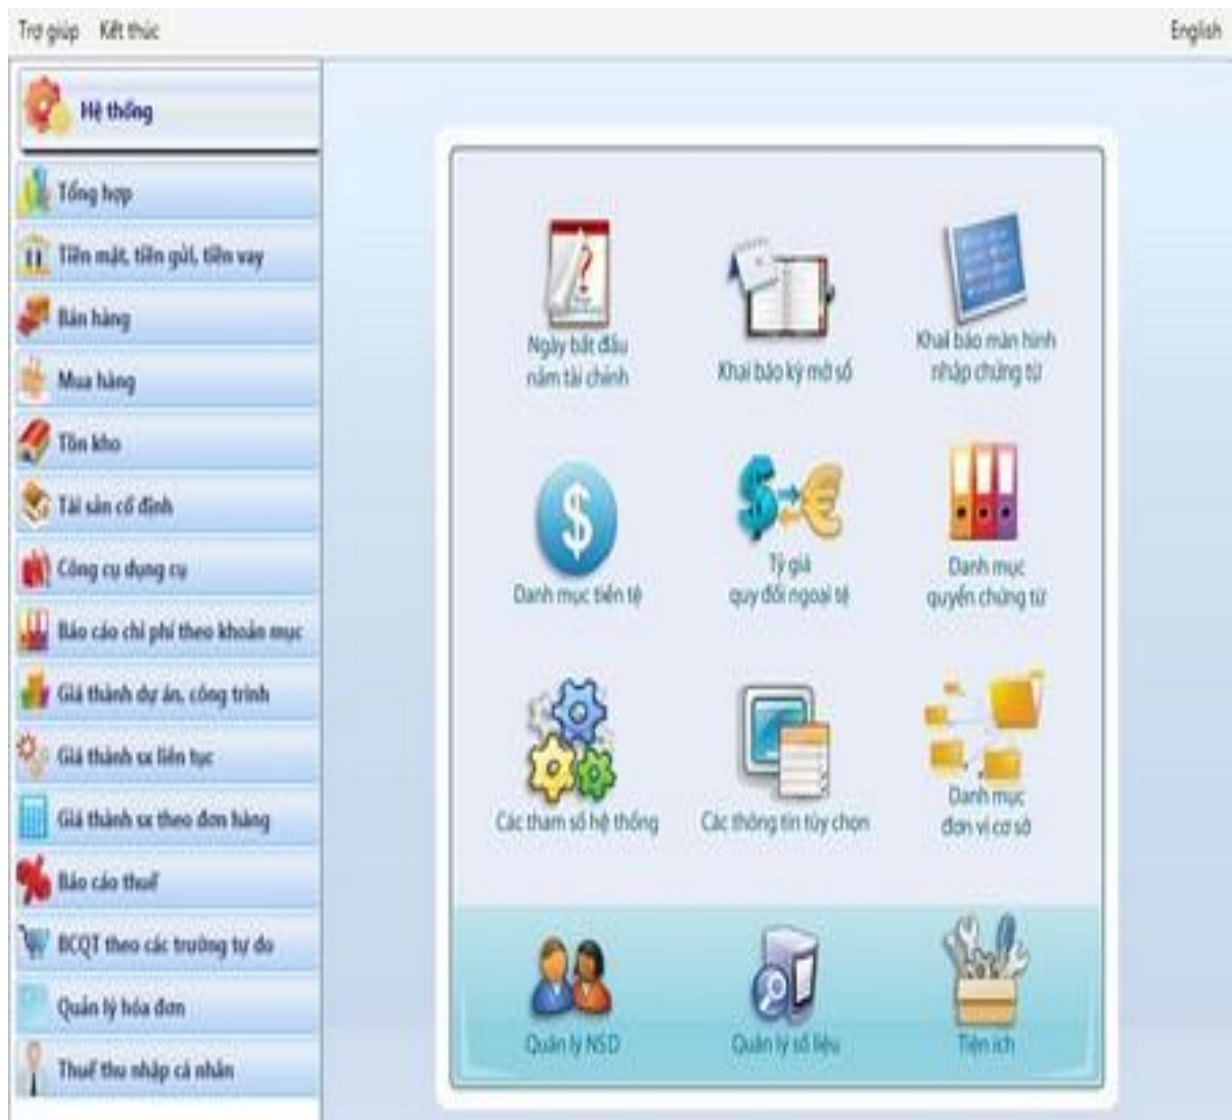 Trợ giúp Kết thúc English
Hệ thống
Tổng hợp
Tiền mặt, tiền gửi, tiền vay
Bán hàng
Mua hàng
Tồn kho
Tài sản cố định
Công cụ dụng cụ
Báo cáo chi phí theo khoản mục
Giá thành dự án, công trình
Giá thành sx liên tục
Giá thành sx theo đơn hàng
Báo cáo thuế
BCQT theo các trường tự do
Quản lý hóa đơn
Thuế thu nhập cá nhân
Ngày bắt đầu
năm tài chính
Khai báo kỳ mở sổ
Khai báo màn hình
nhập chứng từ
Danh mục tiền tệ
Tỷ giá
quy đổi ngoại tệ
Danh mục
quyển chứng từ
Các tham số hệ thống
Các thông tin tùy chọn
Danh mục
đơn vị cơ sở
Quản lý NSD
Quản lý số liệu
Tiện ích